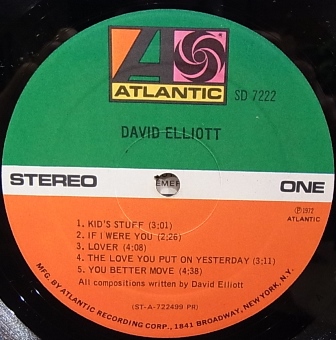 ATLANTIC
SD 7222
DAVID ELLIOTT
STEREO
ONE
℗1972
ATLANTIC
1. KID'S STUFF (3:01)
2. IF I WERE YOU (2:26)
3. LOVER (4:08)
4. THE LOVE YOU PUT ON YESTERDAY (3:11)
5. YOU BETTER MOVE (4:38)
All compositions written by David Elliott
(ST-A-722499 PR)
MFG. BY ATLANTIC RECORDING CORP., 1841 BROADWAY, NEW YORK, N.Y.